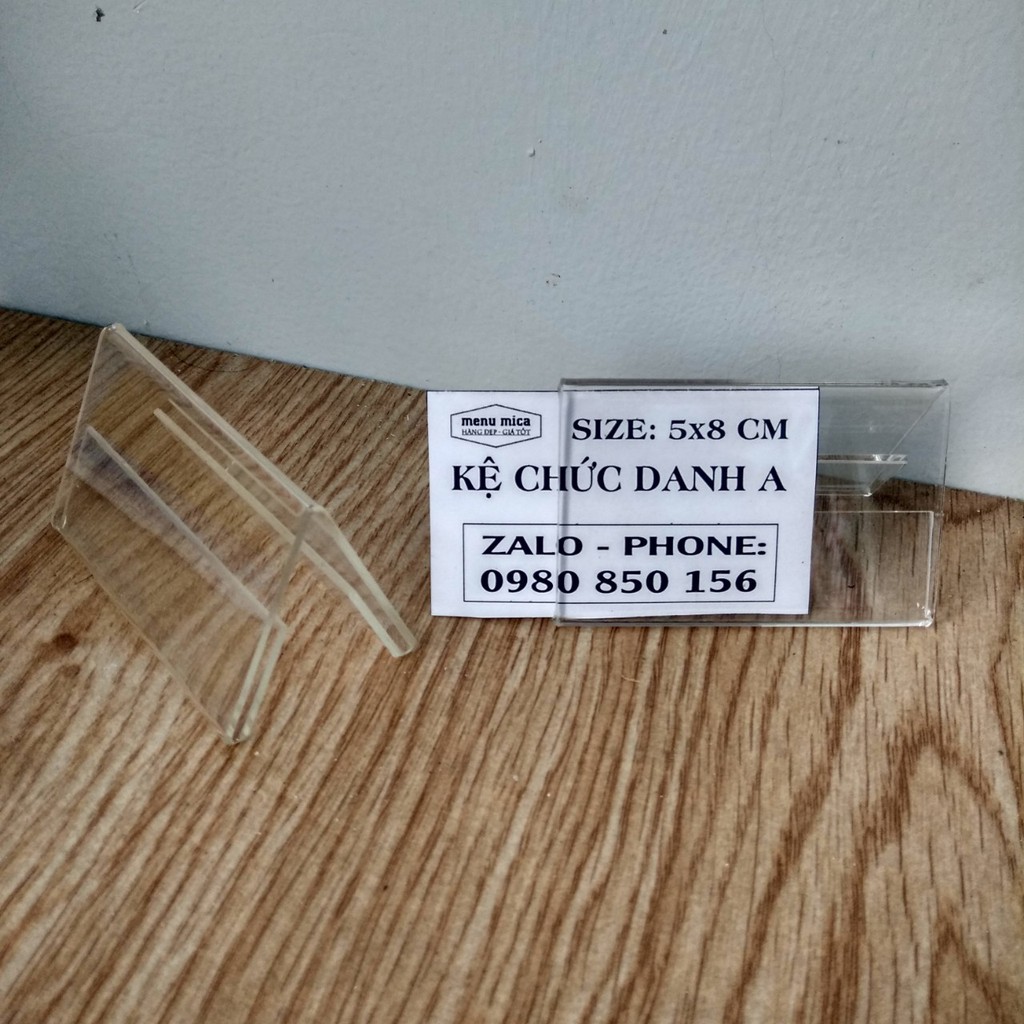 menu mica
HÀNG ĐẸP - GIÁ TỐT
SIZE: 5x8 CM
KỆ CHỨC DANH A
ZALO - PHONE:
0980 850 156